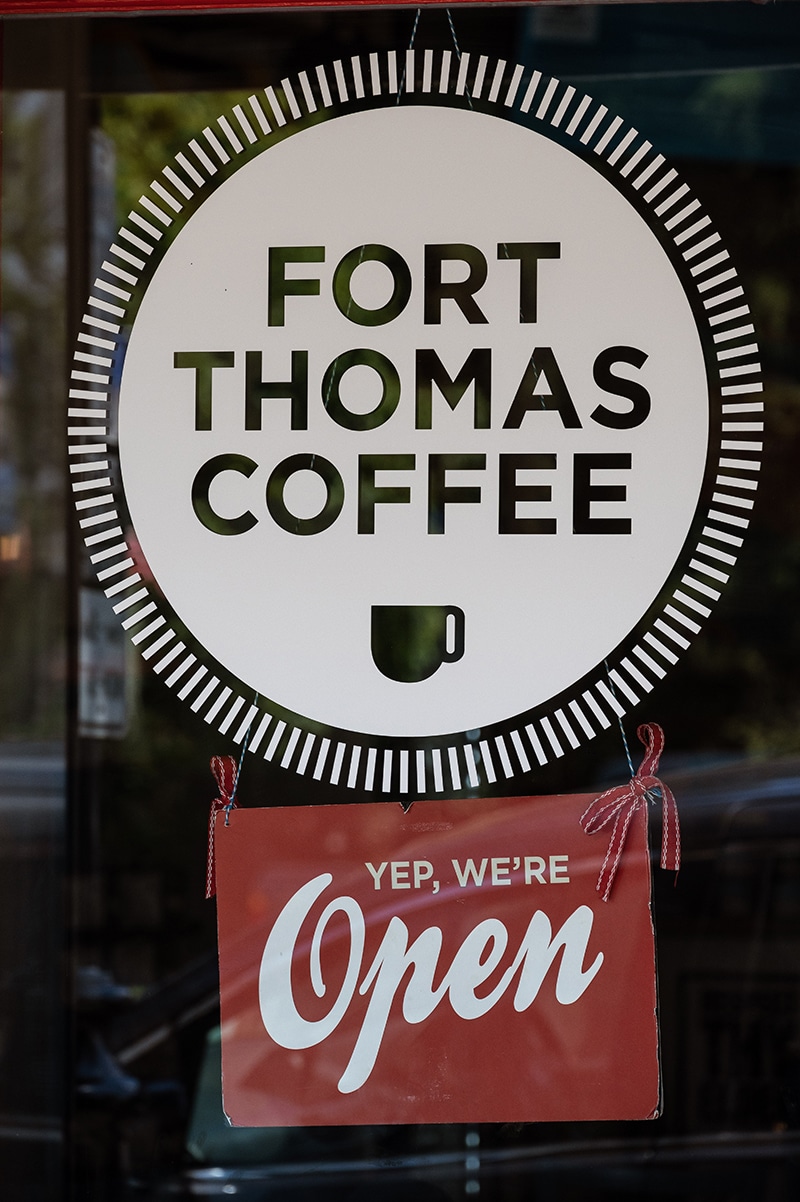 FORT
THOMAS
COFFEE
YEP, WE'RE
Open